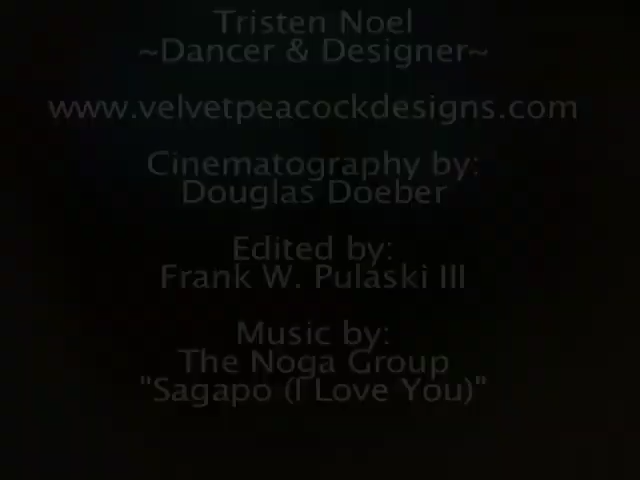 Tristen Noel
~Dancer & Designer~
www.velvetpeacockdesigns.com
Cinematography by:
Douglas Doeber
Edited by:
Frank W. Pulaski III
Music by:
The Noga Group
"Sagapo (I Love You)"